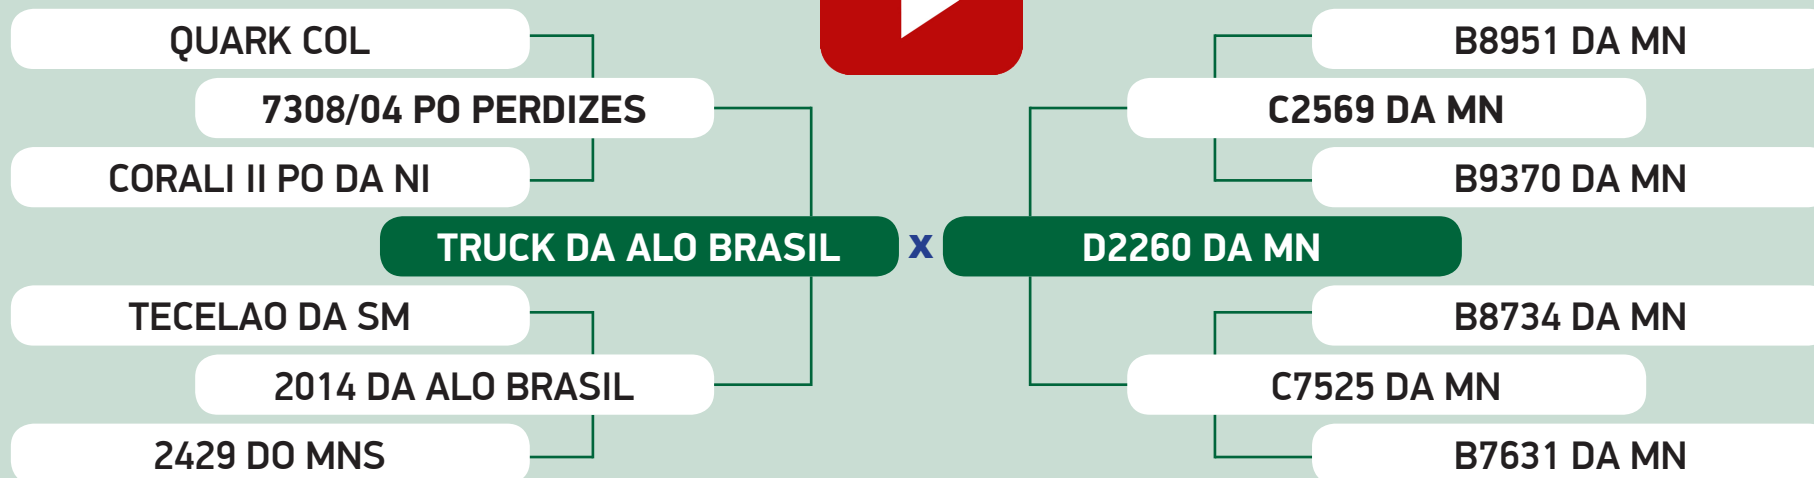 QUARK COL
B8951 DA MN
7308/04 PO PERDIZES
C2569 DA MN
CORALI II PO DA NI
B9370 DA MN
TRUCK DA ALO BRASIL x D2260 DA MN
TECELAO DA SM
B8734 DA MN
2014 DA ALO BRASIL
C7525 DA MN
2429 DO MNS
B7631 DA MN